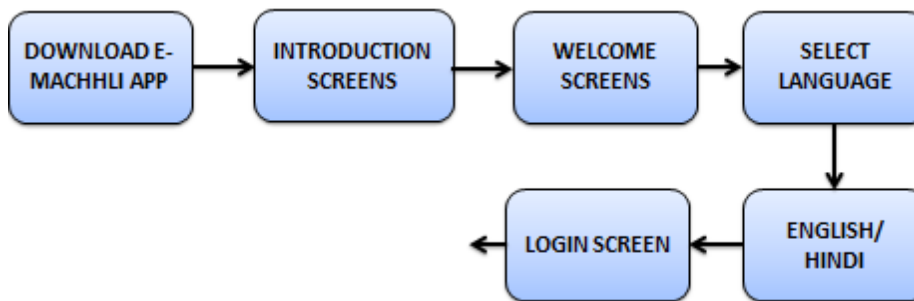 DOWNLOAD E-
MACHHLI APP
INTRODUCTION
SCREENS
WELCOME
SCREENS
SELECT
LANGUAGE
ENGLISH/
HINDI
LOGIN SCREEN